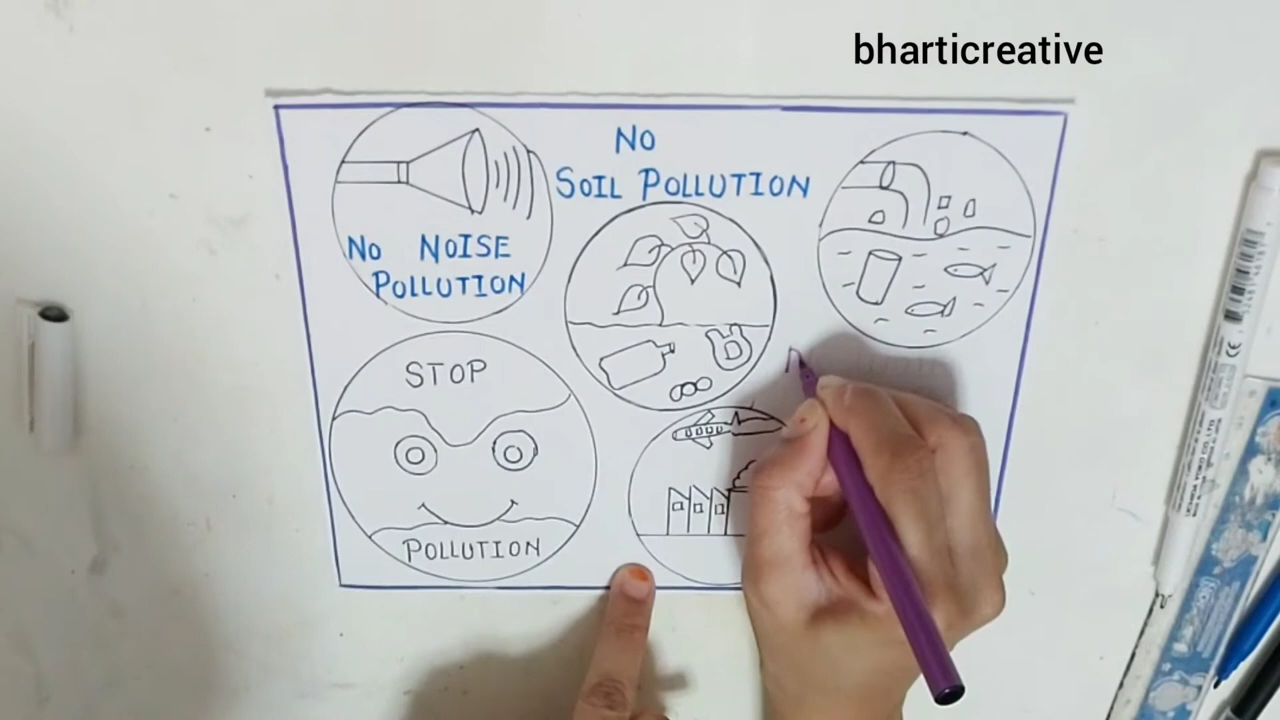 bharticreative
NO
SOIL POLLUTION
NO NOISE
POLLUTION
STOP
POLLUTION